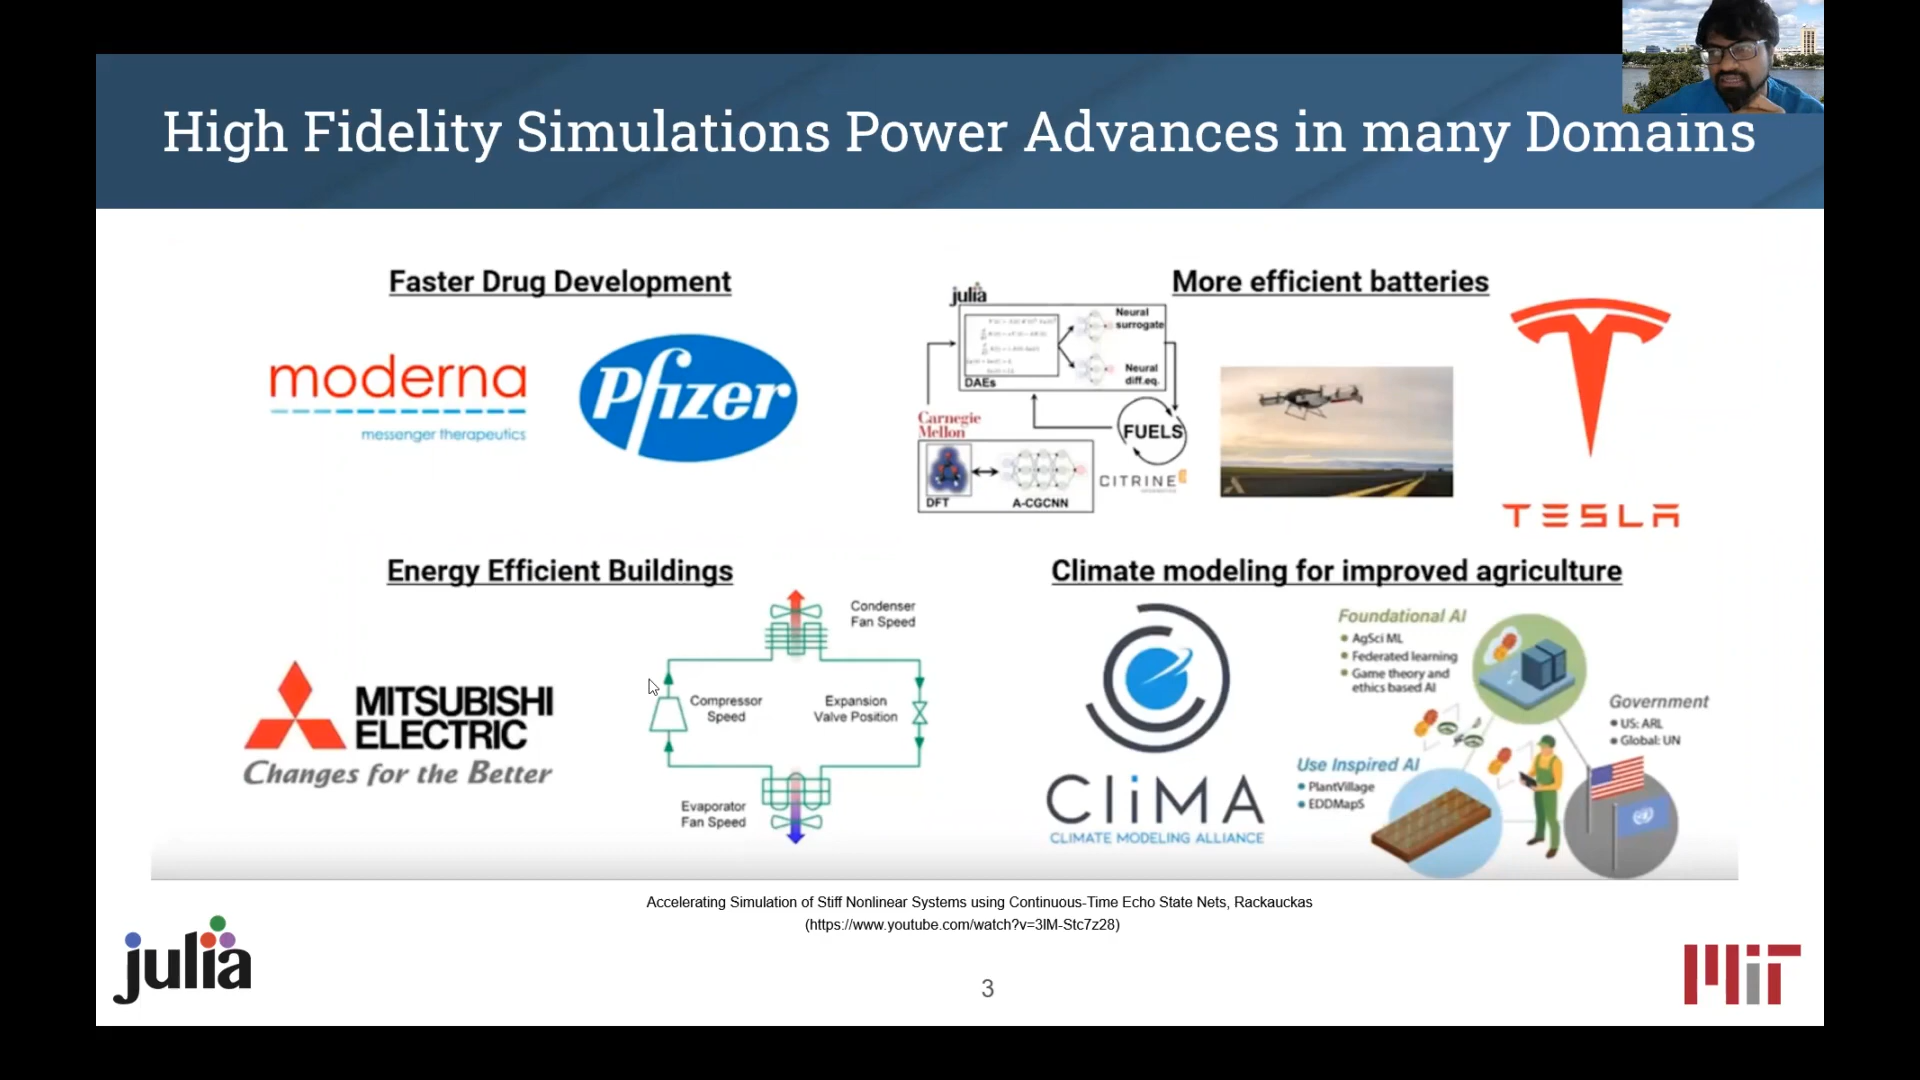 High Fidelity Simulations Power Advances in many Domains
Faster Drug Development
moderna
messenger therapeutics
Pfizer
More efficient batteries
julia
Neural
surrogate
Neural
diff.eq.
DAEs
Carnegie
Mellon
FUELS
CITRINE
DFT
A-CGCNN
TESLA
Energy Efficient Buildings
MITSUBISHI
ELECTRIC
Changes for the Better
Condenser
Fan Speed
Compressor
Speed
Expansion
Valve Position
Evaporator
Fan Speed
Climate modeling for improved agriculture
CliMA
CLIMATE MODELING ALLIANCE
Foundational AI
• AgSci ML
• Federated learning
• Game theory and
ethics based AI
Government
• US: ARL
• Global: UN
Use Inspired AI
• PlantVillage
• EDDMapS
Accelerating Simulation of Stiff Nonlinear Systems using Continuous-Time Echo State Nets, Rackauckas
(https://www.youtube.com/watch?v=3IM-Stc7z28)
julia
3
MIT